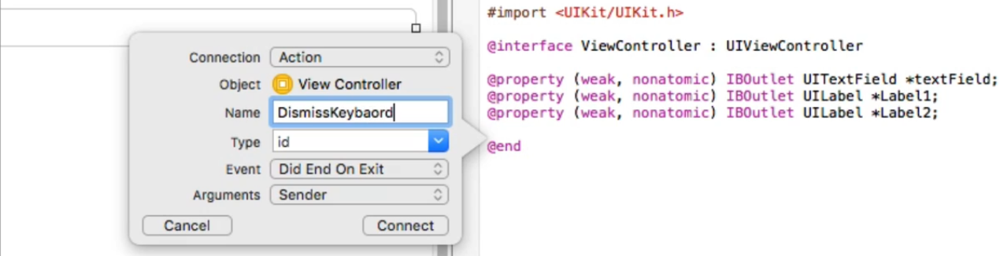 Connection Action
Object View Controller
Name DismissKeybaord
Type id
Event Did End On Exit
Arguments Sender
Cancel Connect
#import <UIKit/UIKit.h>
@interface ViewController : UIViewController
@property (weak, nonatomic) IBOutlet UITextField *textField;
@property (weak, nonatomic) IBOutlet UILabel *Label1;
@property (weak, nonatomic) IBOutlet UILabel *Label2;
@end